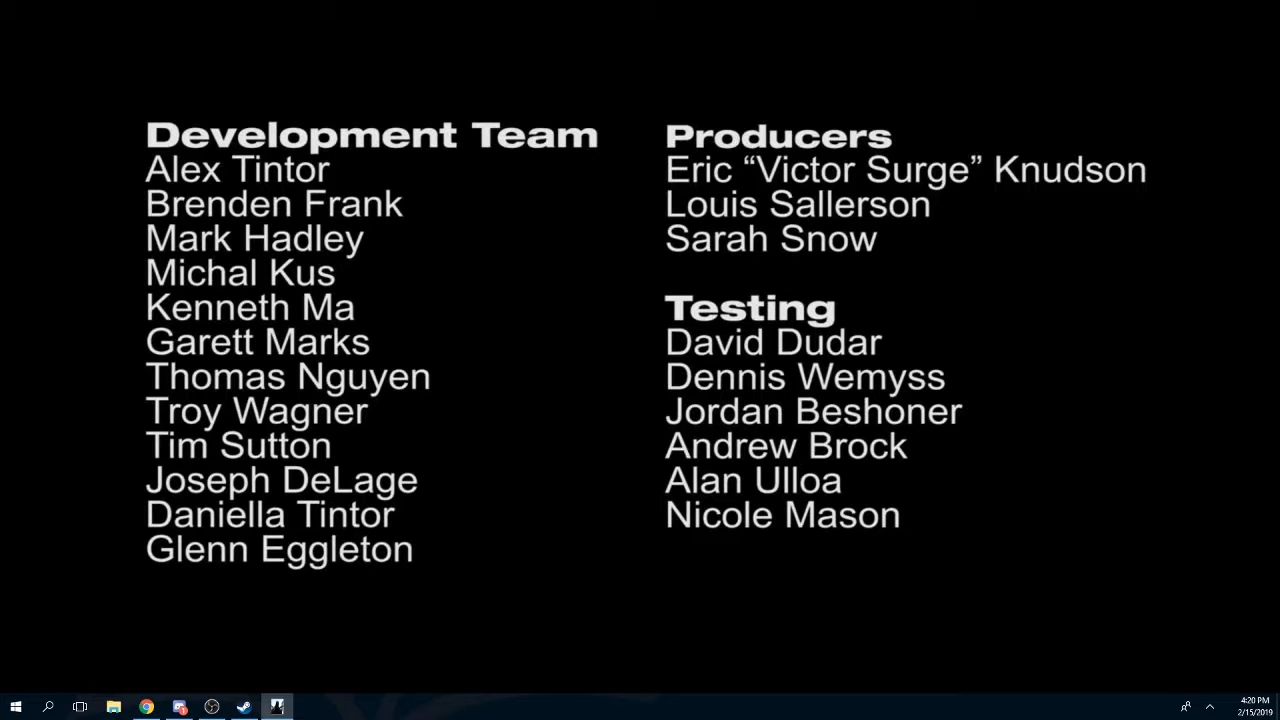 Development Team
Alex Tintor
Brenden Frank
Mark Hadley
Michal Kus
Kenneth Ma
Garett Marks
Thomas Nguyen
Troy Wagner
Tim Sutton
Joseph DeLage
Daniella Tintor
Glenn Eggleton
Producers
Eric “Victor Surge” Knudson
Louis Sallerson
Sarah Snow
Testing
David Dudar
Dennis Wemyss
Jordan Beshoner
Andrew Brock
Alan Ulloa
Nicole Mason
4:20 PM
2/15/2019